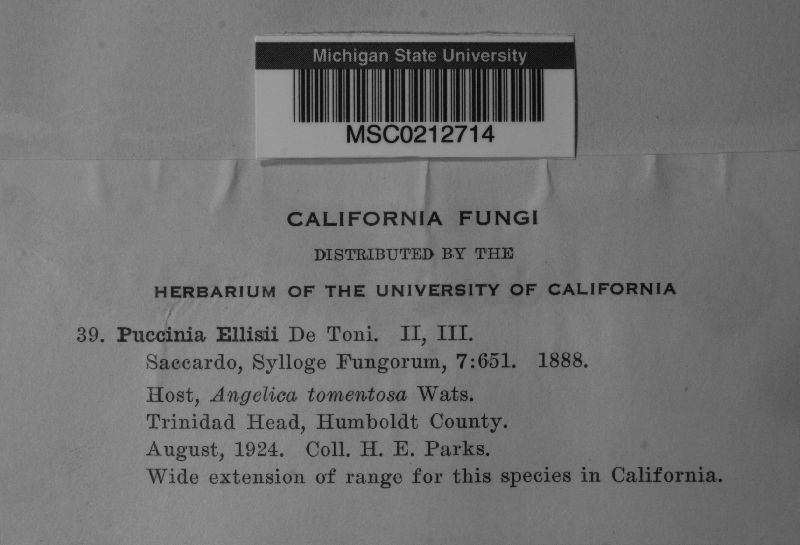 Michigan State University
MSC0212714
CALIFORNIA FUNGI
DISTRIBUTED BY THE
HERBARIUM OF THE UNIVERSITY OF CALIFORNIA
39. Puccinia Ellisii De Toni. II, III.
Saccardo, Sylloge Fungorum, 7:651. 1888.
Host, Angelica tomentosa Wats.
Trinidad Head, Humboldt County.
August, 1924. Coll. H. E. Parks.
Wide extension of range for this species in California.